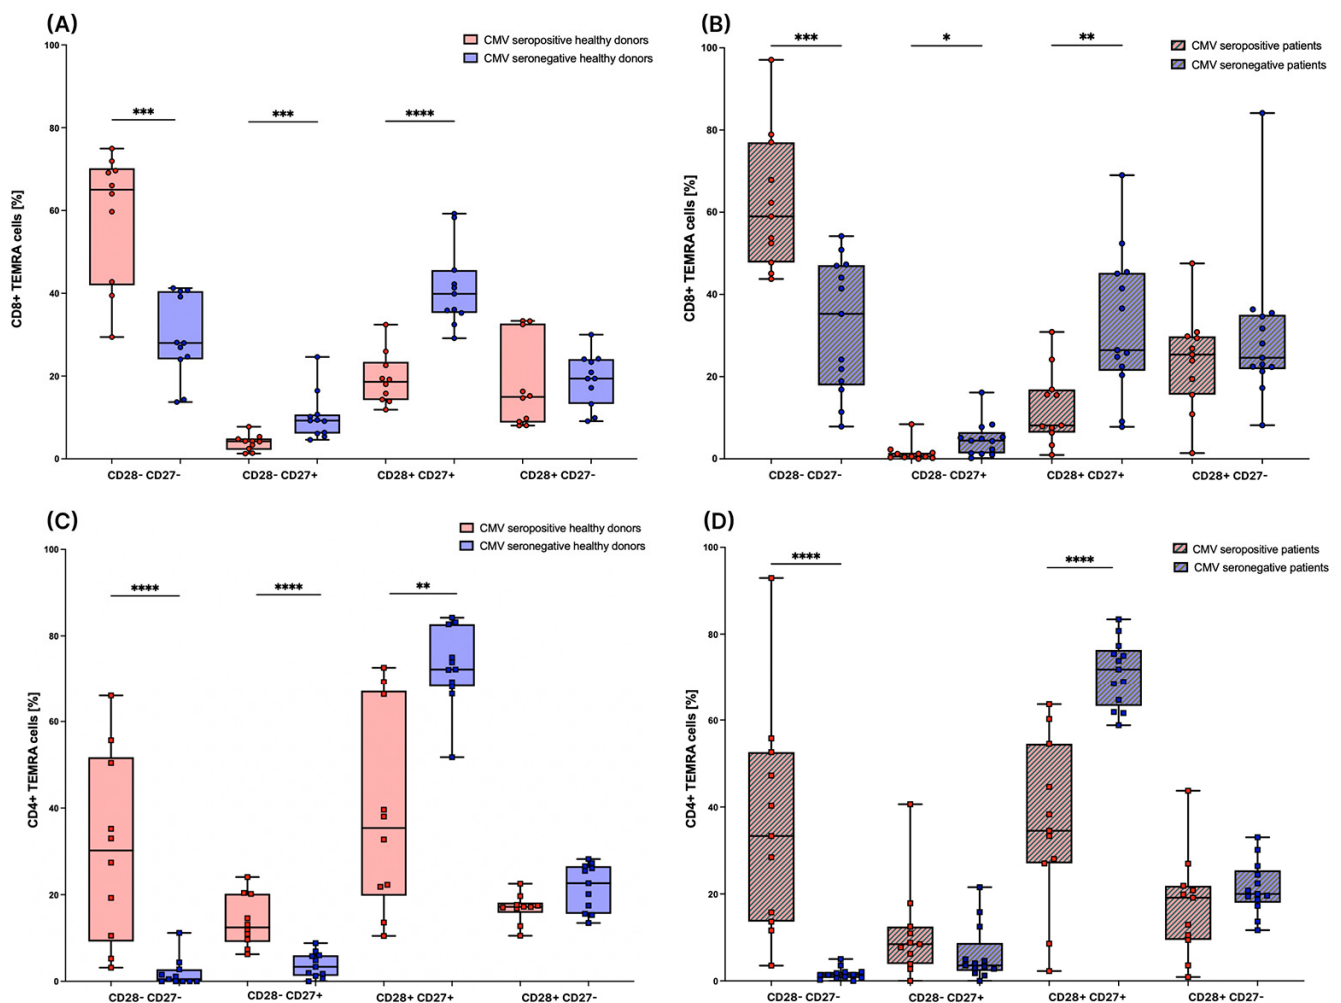 (A)
CMV seropositive healthy donors
CMV seronegative healthy donors
CD8+ TEMRA cells [%]
100
80
60
40
20
0
***
***
****
CD28- CD27-
CD28- CD27+
CD28+ CD27+
CD28+ CD27-
(B)
CMV seropositive patients
CMV seronegative patients
CD8+ TEMRA cells [%]
100
80
60
40
20
0
***
*
**
CD28- CD27-
CD28- CD27+
CD28+ CD27+
CD28+ CD27-
(C)
CMV seropositive healthy donors
CMV seronegative healthy donors
CD4+ TEMRA cells [%]
100
80
60
40
20
0
****
****
**
CD28- CD27-
CD28- CD27+
CD28+ CD27+
CD28+ CD27-
(D)
CMV seropositive patients
CMV seronegative patients
CD4+ TEMRA cells [%]
100
80
60
40
20
0
****
****
CD28- CD27-
CD28- CD27+
CD28+ CD27+
CD28+ CD27-